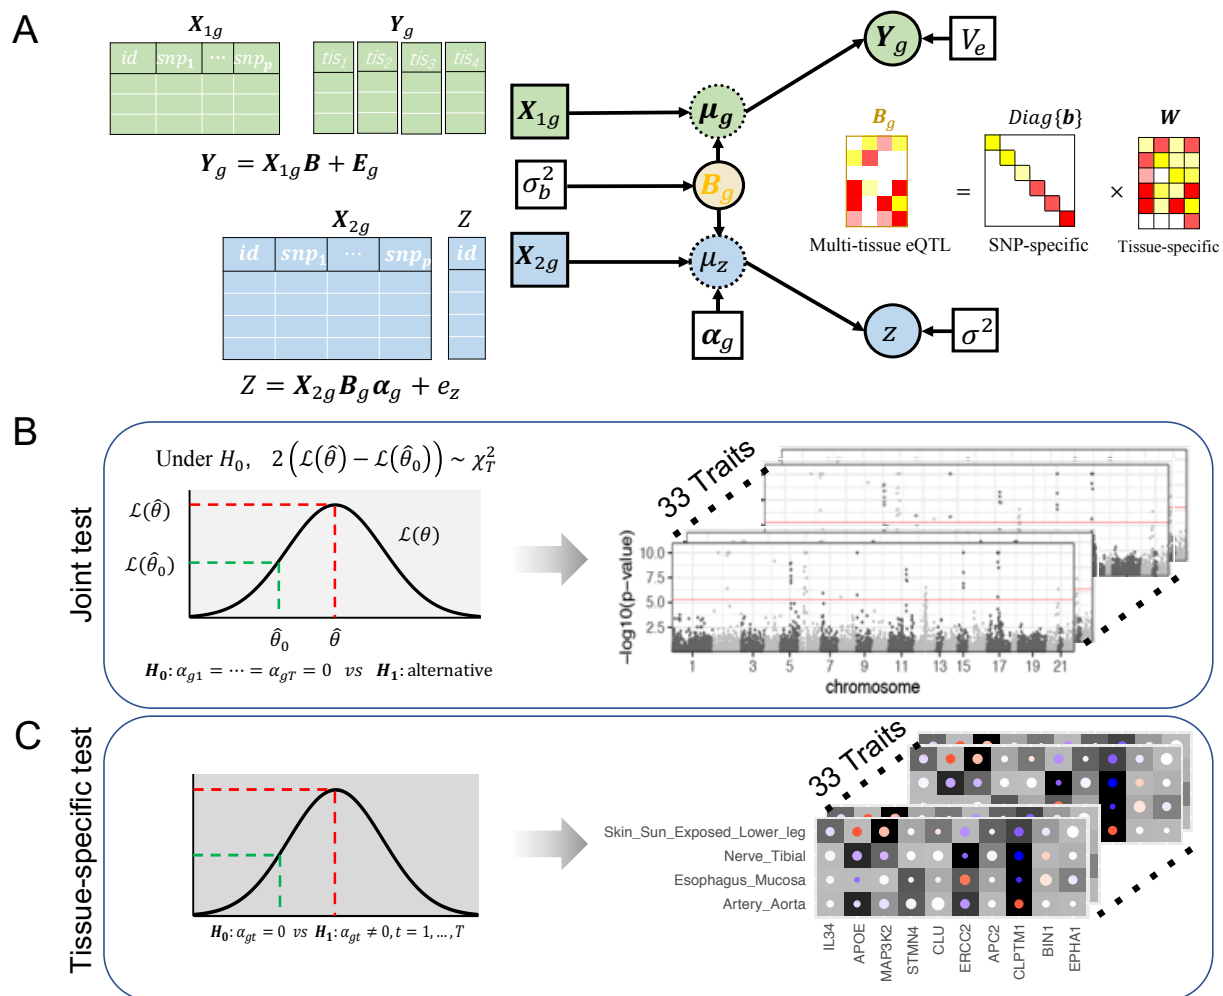 A
X1g
Yg
id snp1 ⋯ snpp
tis1 tis2 tis3 tis4
Yg = X1gB + Eg
X2g
Z
id snp1 ⋯ snpp
id
Z = X2gBgαg + ez
Yg
Ve
X1g
μg
σb²
Bg
X2g
μz
αg
z
σ²
Bg
Diag{b}
W
=
×
Multi-tissue eQTL
SNP-specific
Tissue-specific
B
Joint test
Under H0, 2(ℒ(θ̂) − ℒ(θ̂0)) ~ χ²T
ℒ(θ̂)
ℒ(θ)
ℒ(θ̂0)
θ̂0
θ̂
H0: αg1 = ⋯ = αgT = 0 vs H1: alternative
33 Traits
−log10(p−value)
10.0
7.5
5.0
2.5
1 3 5 7 9 11 13 15 17 19 21
chromosome
C
Tissue-specific test
H0: αgt = 0 vs H1: αgt ≠ 0, t = 1, …, T
33 Traits
Skin_Sun_Exposed_Lower_leg
Nerve_Tibial
Esophagus_Mucosa
Artery_Aorta
IL34
APOE
MAP3K2
STMN4
CLU
ERCC2
APC2
CLPTM1
BIN1
EPHA1